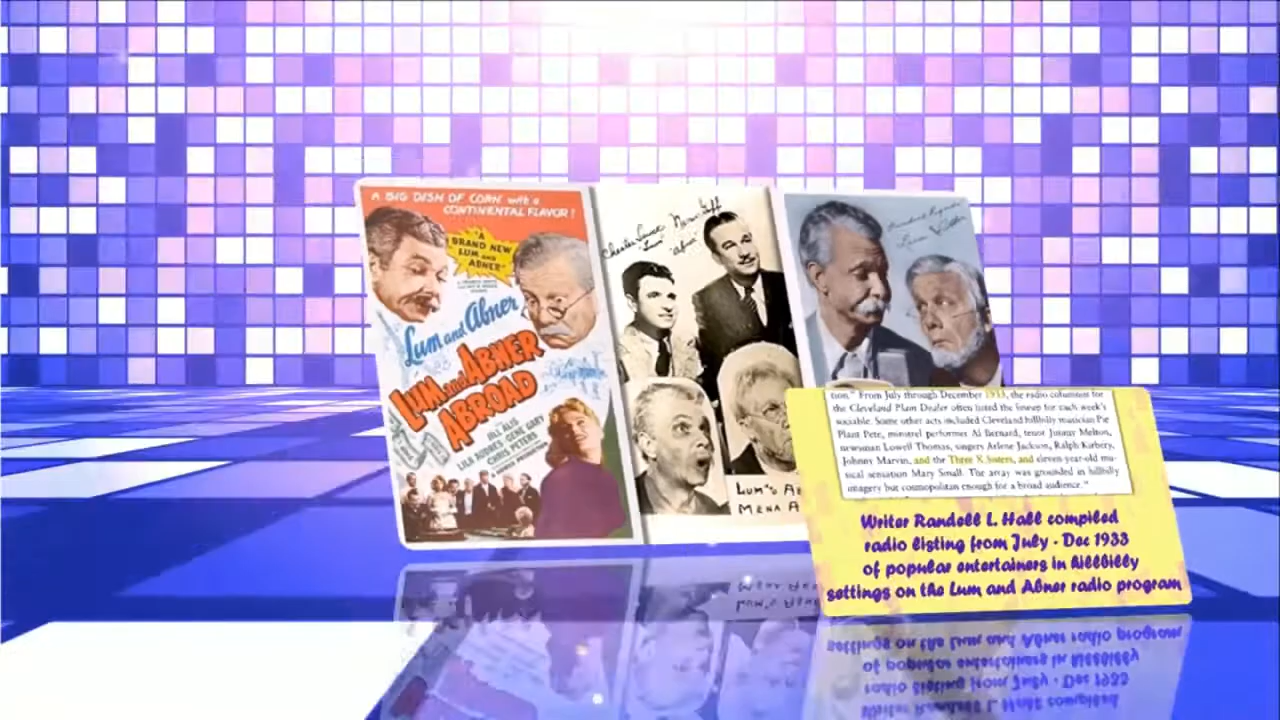 A BIG DISH OF CORN with a
CONTINENTAL FLAVOR!
"A
BRAND NEW
LUM AND
ABNER"
Lum and Abner
LUM and ABNER
ABROAD
JILL ALIS
LILA AUDRES GENE GARY
CHRIS PETERS
"Lum" "Abner"
LUM'S
MENA
tion." From July through December 1933, the radio columnist for
the Cleveland Plain Dealer often listed the lineup for each week's
sociable. Some other acts included Cleveland hillbilly musician Pie
Plant Pete, minstrel performer Al Bernard, tenor Jimmy Melton,
newsman Lowell Thomas, singers Arlene Jackson, Ralph Kirbery,
Johnny Marvin, and the Three X Sisters, and eleven-year-old mu-
sical sensation Mary Small. The array was grounded in hillbilly
imagery but cosmopolitan enough for a broad audience."
Writer Randell L. Hall compiled
radio listing from July - Dec 1933
of popular entertainers in hillbilly
settings on the Lum and Abner radio program